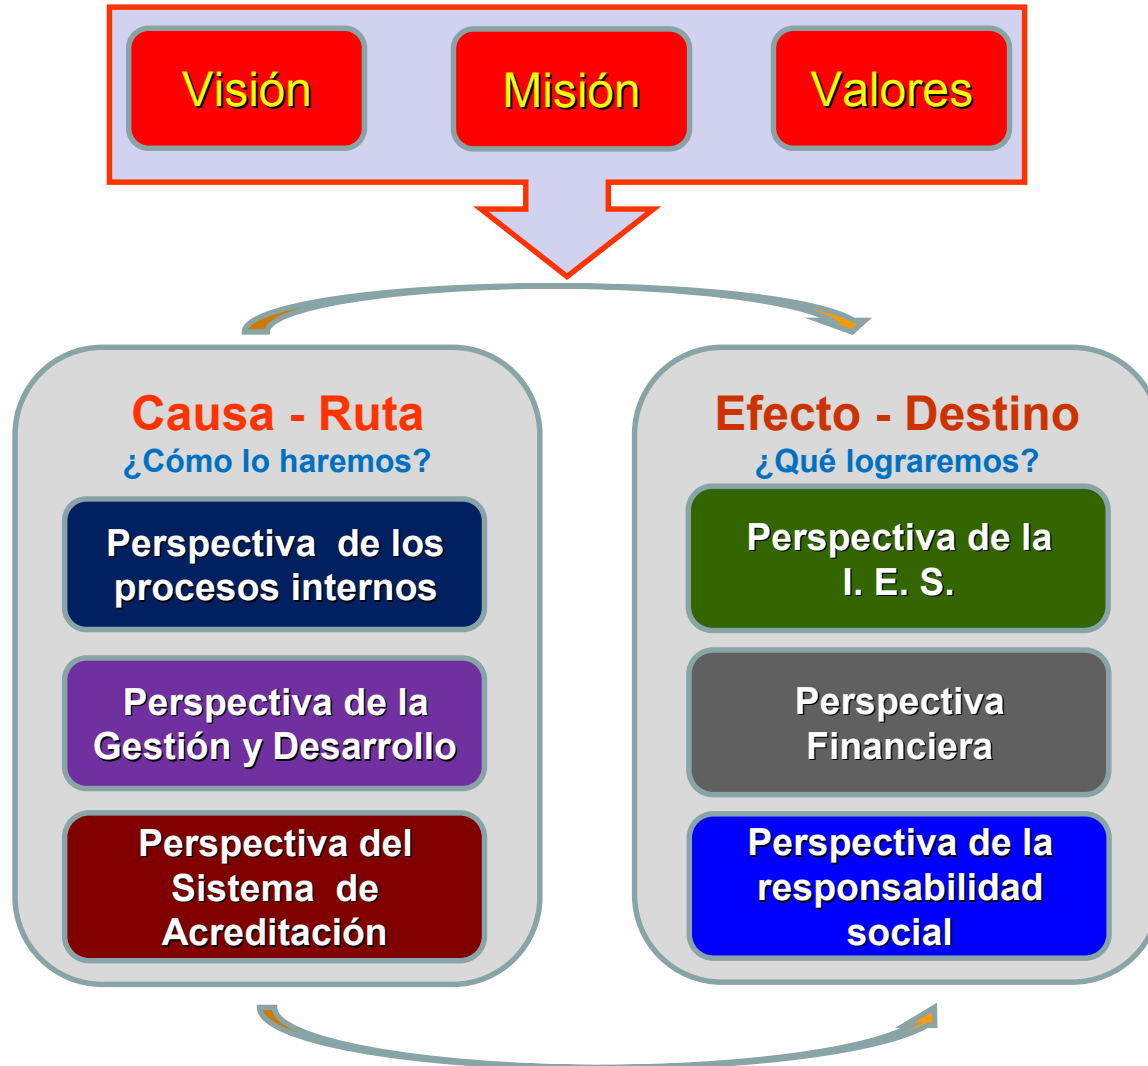 Visión
Misión
Valores
Causa - Ruta
¿Cómo lo haremos?
Perspectiva de los
procesos internos
Perspectiva de la
Gestión y Desarrollo
Perspectiva del
Sistema de
Acreditación
Efecto - Destino
¿Qué lograremos?
Perspectiva de la
I. E. S.
Perspectiva
Financiera
Perspectiva de la
responsabilidad
social